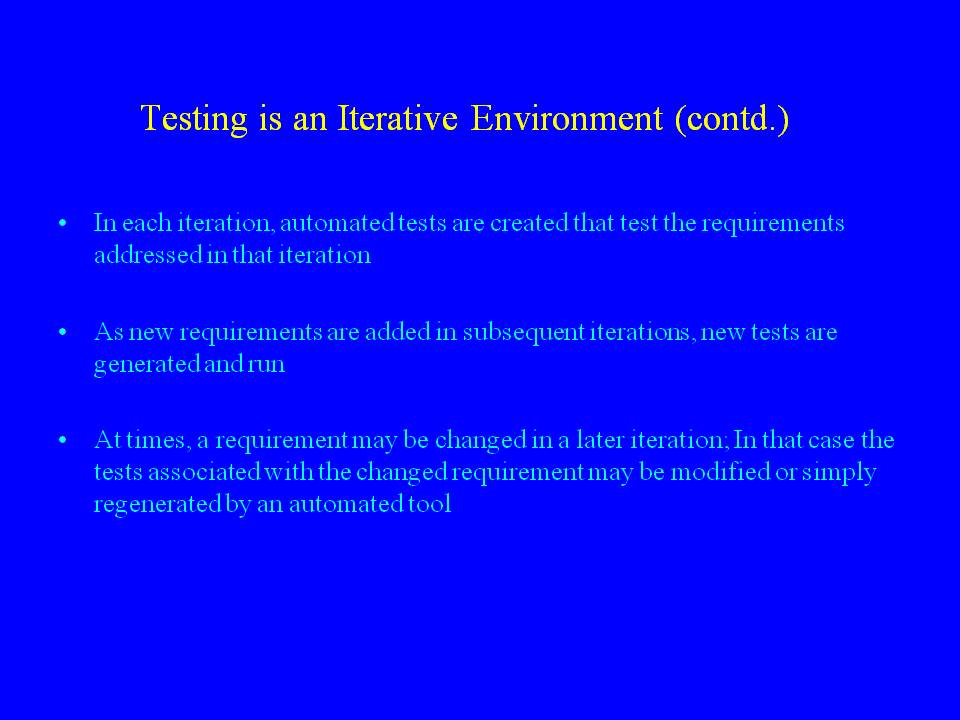 Testing is an Iterative Environment (contd.)
• In each iteration, automated tests are created that test the requirements
addressed in that iteration
• As new requirements are added in subsequent iterations, new tests are
generated and run
• At times, a requirement may be changed in a later iteration; In that case the
tests associated with the changed requirement may be modified or simply
regenerated by an automated tool